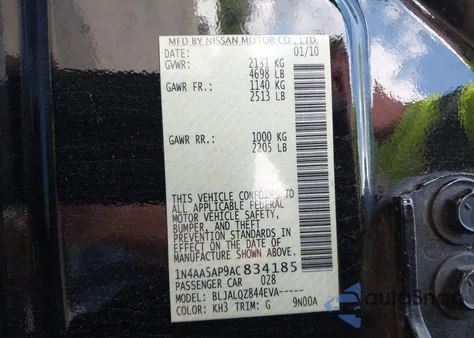 MFD BY NISSAN MOTOR CO., LTD.
DATE: 01/10
GVWR: 2131 KG
4698 LB
GAWR FR.: 1140 KG
2513 LB
GAWR RR.: 1000 KG
2205 LB
THIS VEHICLE CONFORMS TO
ALL APPLICABLE FEDERAL
MOTOR VEHICLE SAFETY,
BUMPER, AND THEFT
PREVENTION STANDARDS IN
EFFECT ON THE DATE OF
MANUFACTURE SHOWN ABOVE.
1N4AA5AP9AC834185
PASSENGER CAR 028
MODEL: BLJALQZ844EVA-----
COLOR: KH3 TRIM: G 9N00A
autoSnap